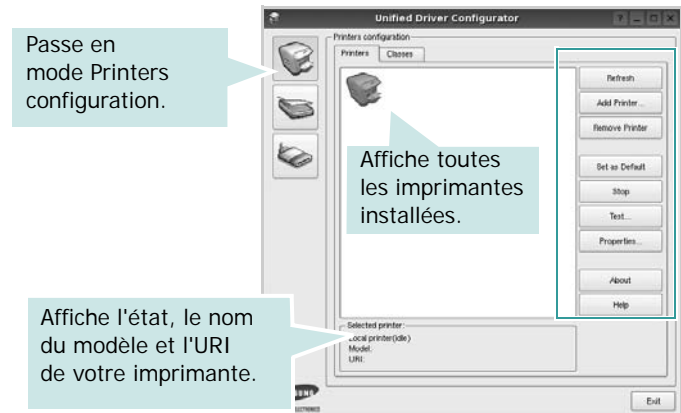 Unified Driver Configurator
Passe en
mode Printers
configuration.
Printers configuration
Printers
Classes
Refresh
Add Printer...
Remove Printer
Set as Default
Stop
Test...
Properties...
About
Help
Affiche toutes
les imprimantes
installées.
Affiche l'état, le nom
du modèle et l'URI
de votre imprimante.
Selected printer:
Local printer(idle)
Model:
URI:
ELECTRONICS
Exit